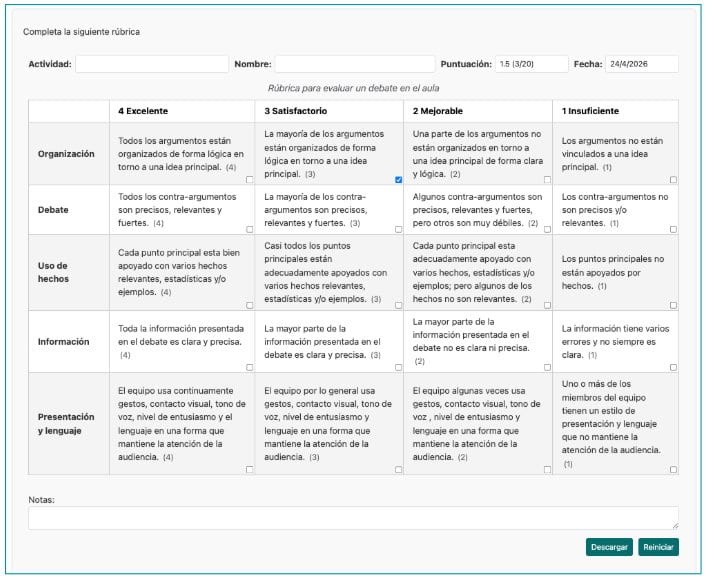 Completa la siguiente rúbrica
Actividad: Nombre: Puntuación: 1.5 (3/20) Fecha: 24/4/2026
Rúbrica para evaluar un debate en el aula
4 Excelente 3 Satisfactorio 2 Mejorable 1 Insuficiente
Organización
Todos los argumentos están
organizados de forma lógica en
torno a una idea principal. (4)
La mayoría de los argumentos
están organizados de forma
lógica en torno a una idea
principal. (3)
Una parte de los argumentos no
están organizados en torno a
una idea principal de forma clara
y lógica. (2)
Los argumentos no están
vinculados a una idea
principal. (1)
Debate
Todos los contra-argumentos
son precisos, relevantes y
fuertes. (4)
La mayoría de los contra-
argumentos son precisos,
relevantes y fuertes. (3)
Algunos contra-argumentos son
precisos, relevantes y fuertes,
pero otros son muy débiles. (2)
Los contra-argumentos no
son precisos y/o
relevantes. (1)
Uso de
hechos
Cada punto principal esta bien
apoyado con varios hechos
relevantes, estadísticas y/o
ejemplos. (4)
Casi todos los puntos
principales están
adecuadamente apoyados con
varios hechos relevantes,
estadísticas y/o ejemplos. (3)
Cada punto principal esta
adecuadamente apoyado con
varios hechos, estadísticas y/o
ejemplos; pero algunos de los
hechos no son relevantes. (2)
Los puntos principales no
están apoyados por
hechos. (1)
Información
Toda la información presentada
en el debate es clara y precisa.
(4)
La mayor parte de la
información presentada en el
debate es clara y precisa. (3)
La mayor parte de la
información presentada en el
debate no es clara ni precisa.
(2)
La información tiene varios
errores y no siempre es
clara. (1)
Presentación
y lenguaje
El equipo usa continuamente
gestos, contacto visual, tono de
voz, nivel de entusiasmo y el
lenguaje en una forma que
mantiene la atención de la
audiencia. (4)
El equipo por lo general usa
gestos, contacto visual, tono de
voz, nivel de entusiasmo y
lenguaje en una forma que
mantiene la atención de la
audiencia. (3)
El equipo algunas veces usa
gestos, contacto visual, tono de
voz , nivel de entusiasmo y
lenguaje en una forma que
mantiene la atención de la
audiencia. (2)
Uno o más de los
miembros del equipo
tienen un estilo de
presentación y lenguaje
que no mantiene la
atención de la audiencia.
(1)
Notas:
Descargar Reiniciar